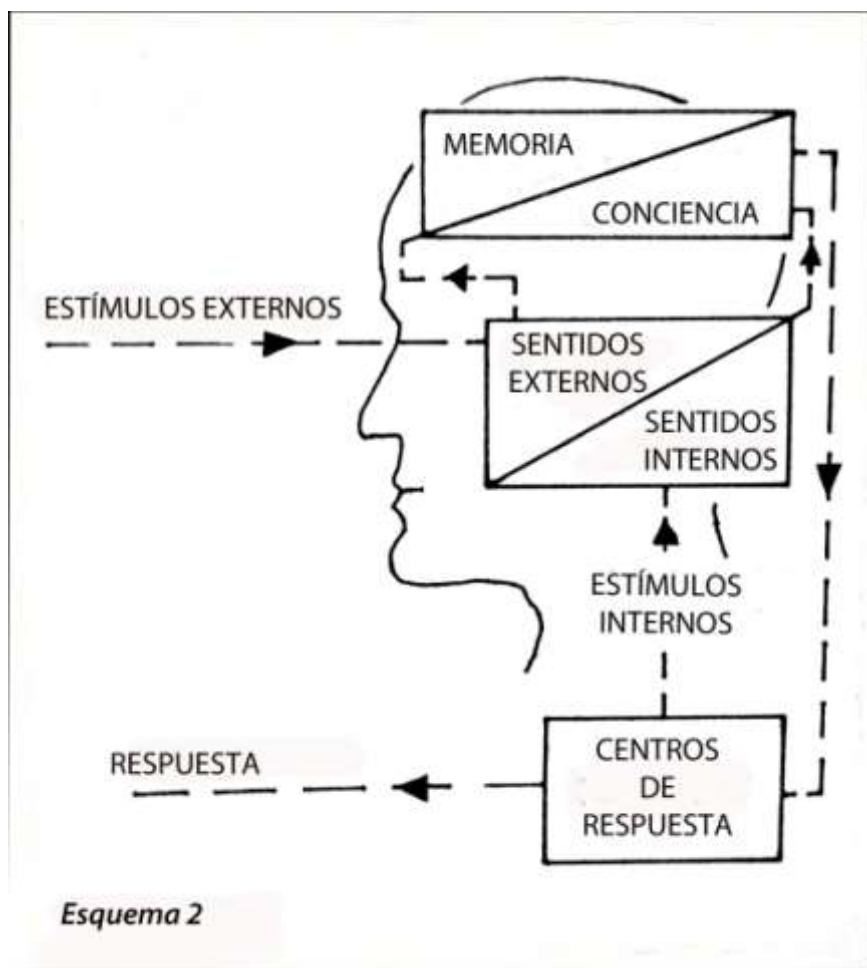 MEMORIA
CONCIENCIA
ESTÍMULOS EXTERNOS
SENTIDOS
EXTERNOS
SENTIDOS
INTERNOS
ESTÍMULOS
INTERNOS
RESPUESTA
CENTROS
DE
RESPUESTA
Esquema 2